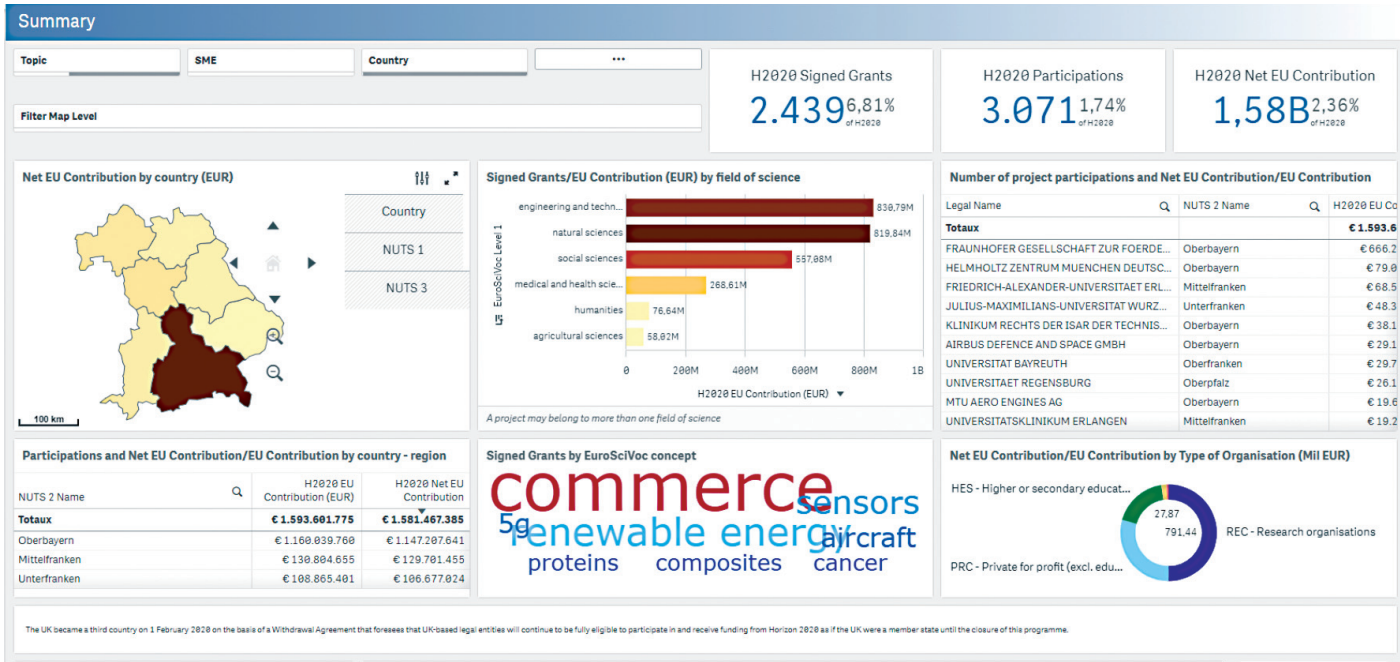 Summary
Topic
SME
Country
...
Filter Map Level
H2020 Signed Grants
2.439 6,81%
of H2020
H2020 Participations
3.071 1,74%
of H2020
H2020 Net EU Contribution
1,58B 2,36%
of H2020
Net EU Contribution by country (EUR)
Country
NUTS 1
NUTS 3
100 km
Signed Grants/EU Contribution (EUR) by field of science
EuroSciVoc Level 1
engineering and techn... 830,79M
natural sciences 819,84M
social sciences 557,08M
medical and health scie... 268,61M
humanities 76,64M
agricultural sciences 58,02M
0 200M 400M 600M 800M 1B
H2020 EU Contribution (EUR)
A project may belong to more than one field of science
Number of project participations and Net EU Contribution/EU Contribution
Legal Name NUTS 2 Name H2020 EU Co
Totaux €1.593.6
FRAUNHOFER GESELLSCHAFT ZUR FOERDE... Oberbayern €666.2
HELMHOLTZ ZENTRUM MUENCHEN DEUTSC... Oberbayern €79.0
FRIEDRICH-ALEXANDER-UNIVERSITAET ERL... Mittelfranken €68.5
JULIUS-MAXIMILIANS-UNIVERSITAT WURZ... Unterfranken €48.3
KLINIKUM RECHTS DER ISAR DER TECHNIS... Oberbayern €38.1
AIRBUS DEFENCE AND SPACE GMBH Oberbayern €29.1
UNIVERSITAT BAYREUTH Oberfranken €29.7
UNIVERSITAET REGENSBURG Oberpfalz €26.1
MTU AERO ENGINES AG Oberbayern €19.6
UNIVERSITATSKLINIKUM ERLANGEN Mittelfranken €19.2
Participations and Net EU Contribution/EU Contribution by country - region
NUTS 2 Name H2020 EU Contribution (EUR) H2020 Net EU Contribution
Totaux €1.593.601.775 €1.581.467.385
Oberbayern €1.160.039.760 €1.147.207.641
Mittelfranken €130.804.655 €129.701.455
Unterfranken €108.865.401 €106.677.024
Signed Grants by EuroSciVoc concept
commerce
sensors
5g
renewable energy
aircraft
proteins composites cancer
Net EU Contribution/EU Contribution by Type of Organisation (Mil EUR)
HES - Higher or secondary educat...
27,87
791,44
REC - Research organisations
PRC - Private for profit (excl. edu...
The UK became a third country on 1 February 2020 on the basis of a Withdrawal Agreement that foresees that UK-based legal entities will continue to be fully eligible to participate in and receive funding from Horizon 2020 as if the UK were a member state until the closure of this programme.